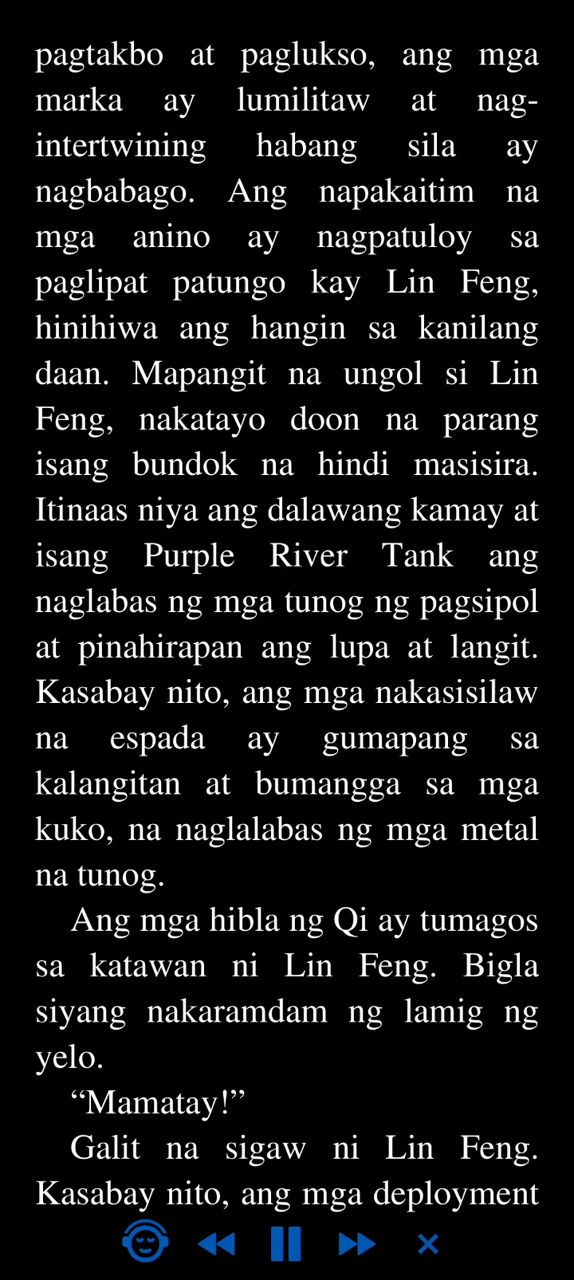 pagtakbo at paglukso, ang mga
marka ay lumilitaw at nag-
intertwining habang sila ay
nagbabago. Ang napakaitim na
mga anino ay nagpatuloy sa
paglipat patungo kay Lin Feng,
hinihiwa ang hangin sa kanilang
daan. Mapangit na ungol si Lin
Feng, nakatayo doon na parang
isang bundok na hindi masisira.
Itinaas niya ang dalawang kamay at
isang Purple River Tank ang
naglabas ng mga tunog ng pagsipol
at pinahirapan ang lupa at langit.
Kasabay nito, ang mga nakasisilaw
na espada ay gumapang sa
kalangitan at bumangga sa mga
kuko, na naglalabas ng mga metal
na tunog.
Ang mga hibla ng Qi ay tumagos
sa katawan ni Lin Feng. Bigla
siyang nakaramdam ng lamig ng
yelo.
“Mamatay!”
Galit na sigaw ni Lin Feng.
Kasabay nito, ang mga deployment